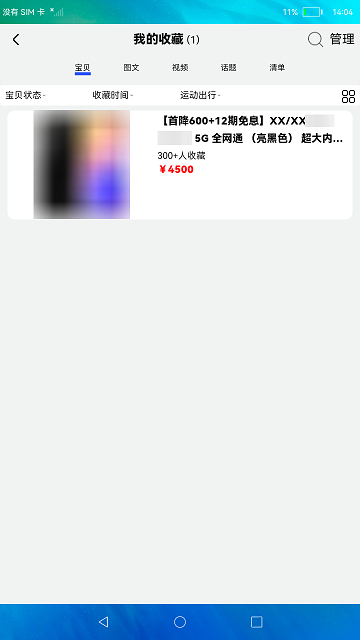 没有 SIM 卡 11% 14:04
我的收藏 (1) 管理
宝贝 图文 视频 话题 清单
宝贝状态 收藏时间 运动出行
【首降600+12期免息】XX/XX
5G 全网通 （亮黑色） 超大内...
300+人收藏
￥4500